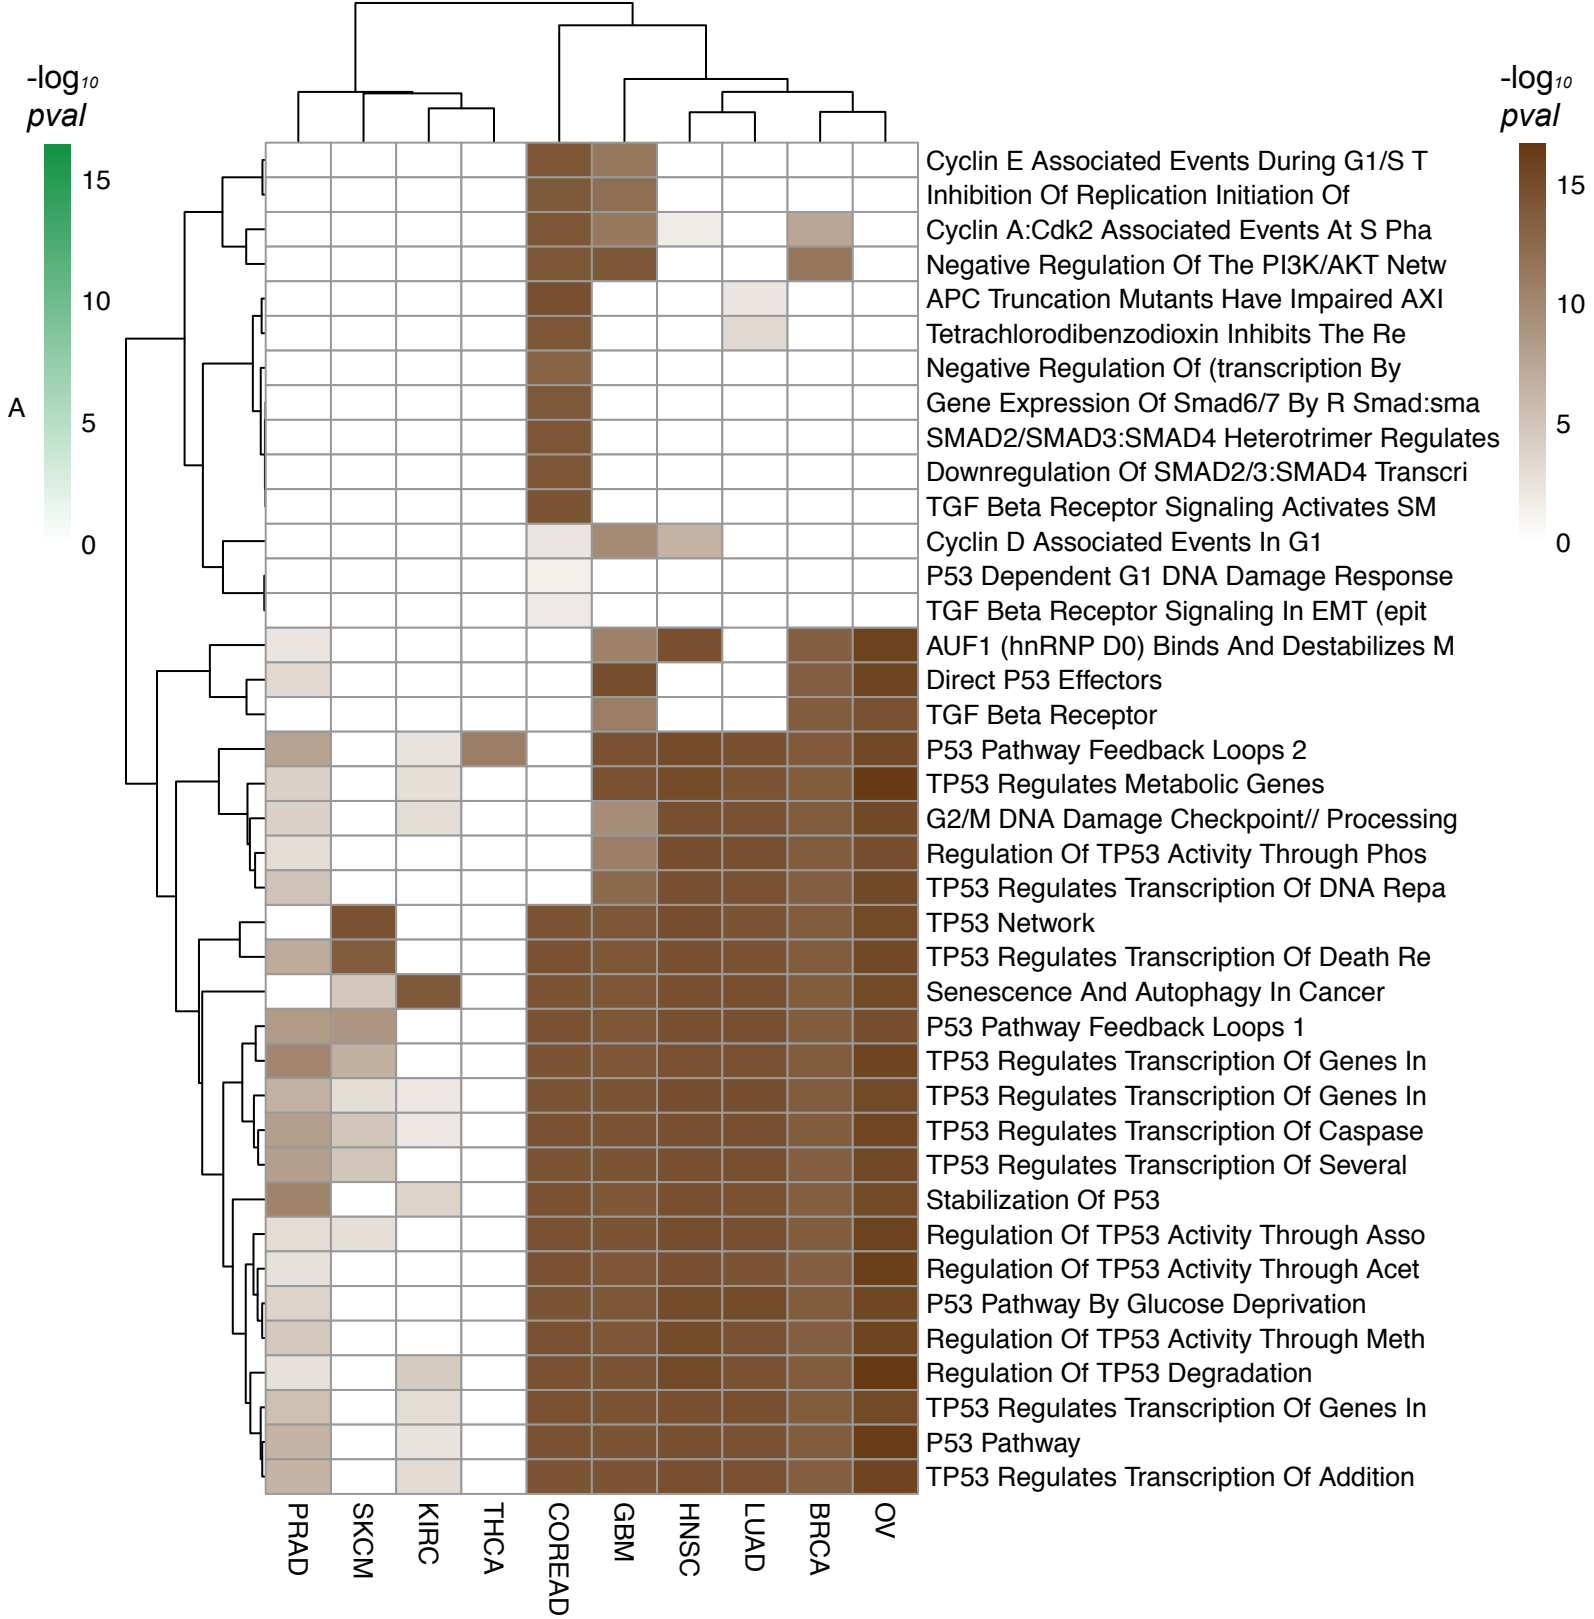 -log10
pval
15
10
5
0
A
-log10
pval
15
10
5
0
Cyclin E Associated Events During G1/S T
Inhibition Of Replication Initiation Of
Cyclin A:Cdk2 Associated Events At S Pha
Negative Regulation Of The PI3K/AKT Netw
APC Truncation Mutants Have Impaired AXI
Tetrachlorodibenzodioxin Inhibits The Re
Negative Regulation Of (transcription By
Gene Expression Of Smad6/7 By R Smad:sma
SMAD2/SMAD3:SMAD4 Heterotrimer Regulates
Downregulation Of SMAD2/3:SMAD4 Transcri
TGF Beta Receptor Signaling Activates SM
Cyclin D Associated Events In G1
P53 Dependent G1 DNA Damage Response
TGF Beta Receptor Signaling In EMT (epit
AUF1 (hnRNP D0) Binds And Destabilizes M
Direct P53 Effectors
TGF Beta Receptor
P53 Pathway Feedback Loops 2
TP53 Regulates Metabolic Genes
G2/M DNA Damage Checkpoint// Processing
Regulation Of TP53 Activity Through Phos
TP53 Regulates Transcription Of DNA Repa
TP53 Network
TP53 Regulates Transcription Of Death Re
Senescence And Autophagy In Cancer
P53 Pathway Feedback Loops 1
TP53 Regulates Transcription Of Genes In
TP53 Regulates Transcription Of Genes In
TP53 Regulates Transcription Of Caspase
TP53 Regulates Transcription Of Several
Stabilization Of P53
Regulation Of TP53 Activity Through Asso
Regulation Of TP53 Activity Through Acet
P53 Pathway By Glucose Deprivation
Regulation Of TP53 Activity Through Meth
Regulation Of TP53 Degradation
TP53 Regulates Transcription Of Genes In
P53 Pathway
TP53 Regulates Transcription Of Addition
PRAD
SKCM
KIRC
THCA
COREAD
GBM
HNSC
LUAD
BRCA
OV